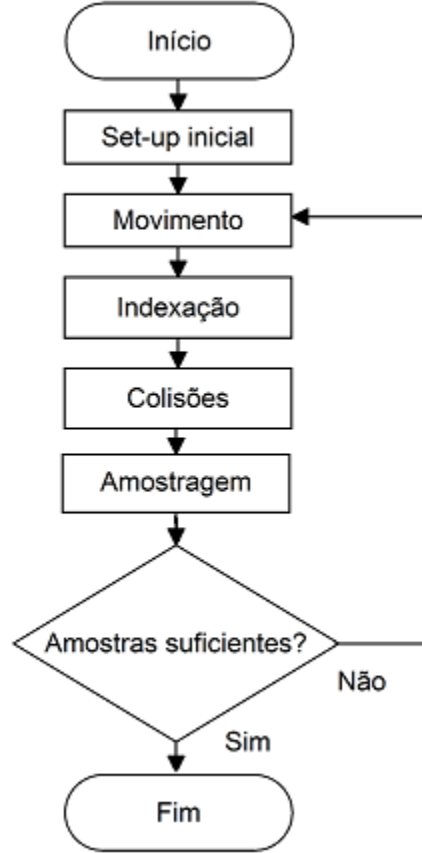 Início
Set-up inicial
Movimento
Indexação
Colisões
Amostragem
Amostras suficientes?
Não
Sim
Fim